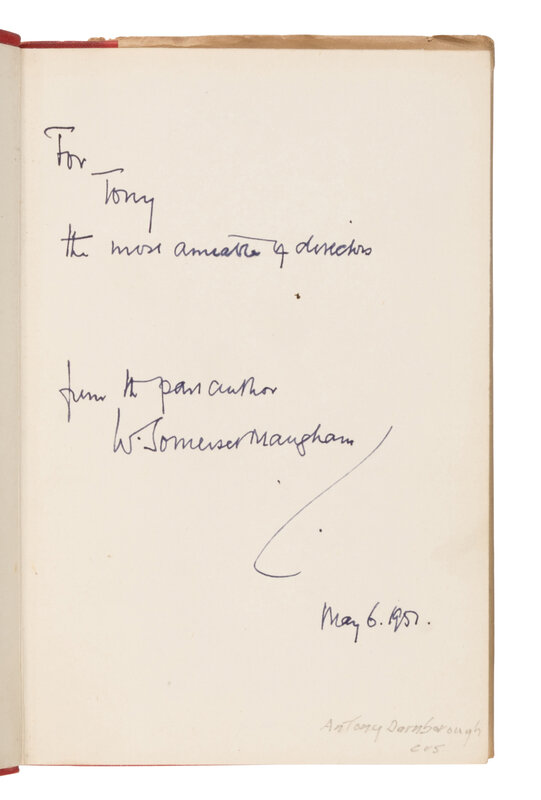 For
Tony
the most amiable of directors
from the poor author
W. Somerset Maugham
May 6. 1951.
Antony Darnborough